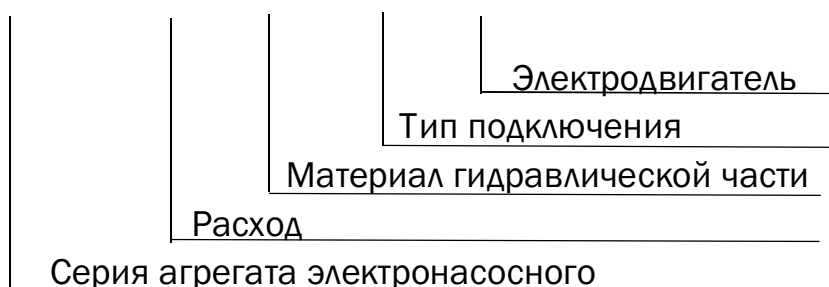 Электродвигатель
Тип подключения
Материал гидравлической части
Расход
Серия агрегата электронасосного